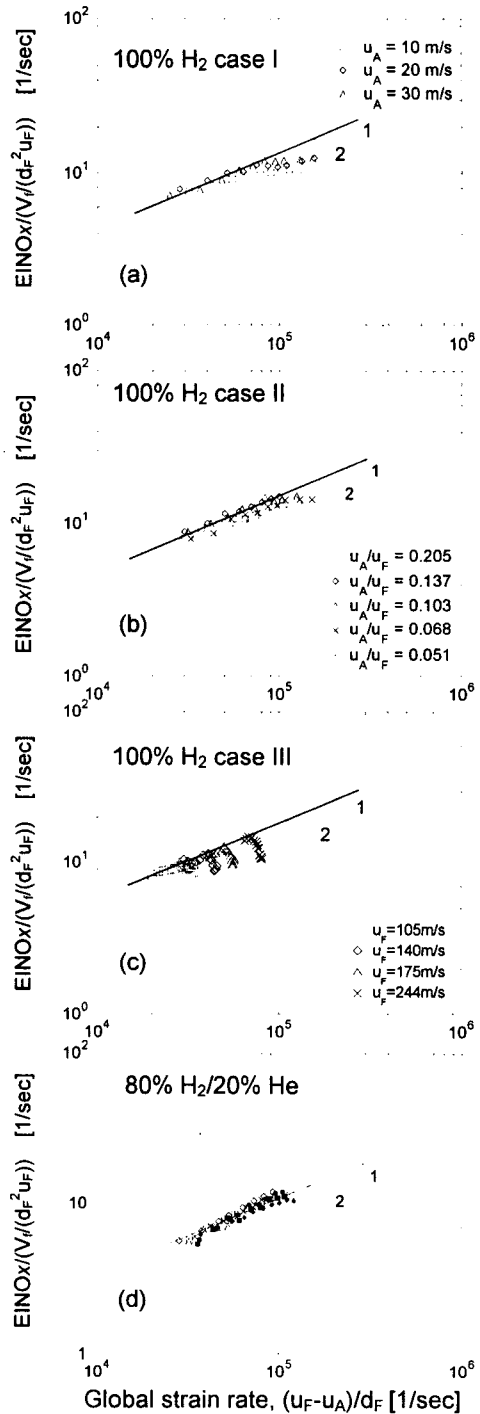 10²
EINOx/(V_f/(d_F²u_F)) [1/sec]
100% H₂ case I
u_A = 10 m/s
u_A = 20 m/s
u_A = 30 m/s
1
2
10¹
(a)
10⁰
10⁴ 10⁵ 10⁶
10²
EINOx/(V_f/(d_F²u_F)) [1/sec]
100% H₂ case II
1
2
10¹
u_A/u_F = 0.205
u_A/u_F = 0.137
u_A/u_F = 0.103
u_A/u_F = 0.068
u_A/u_F = 0.051
(b)
10⁰
10⁴ 10⁵ 10⁶
10²
EINOx/(V_f/(d_F²u_F)) [1/sec]
100% H₂ case III
1
2
10¹
u_F=105m/s
u_F=140m/s
u_F=175m/s
u_F=244m/s
(c)
10⁰
10⁴ 10⁵ 10⁶
10²
EINOx/(V_f/(d_F²u_F)) [1/sec]
80% H₂/20% He
1
2
10
(d)
1
10⁴ 10⁵ 10⁶
Global strain rate, (u_F-u_A)/d_F [1/sec]